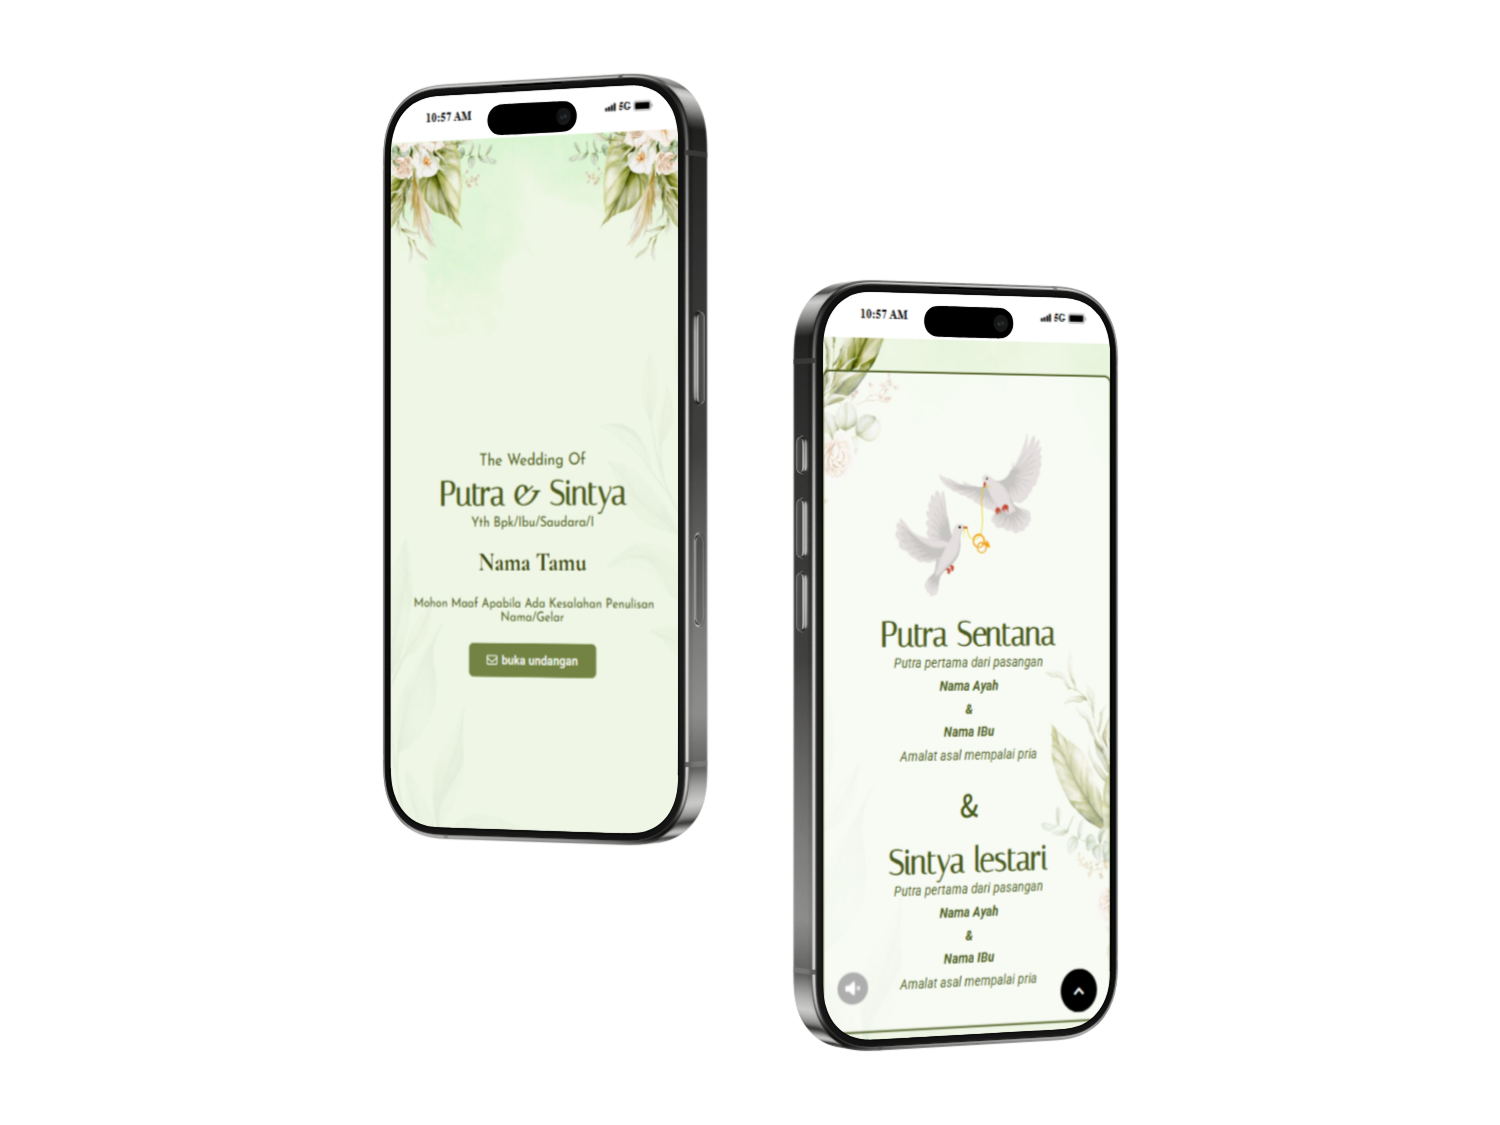 10:57 AM
5G
The Wedding Of
Putra & Sintya
Yth Bpk/Ibu/Saudara/I
Nama Tamu
Mohon Maaf Apabila Ada Kesalahan Penulisan
Nama/Gelar
buka undangan
10:57 AM
5G
Putra Sentana
Putra pertama dari pasangan
Nama Ayah
&
Nama IBu
Amalat asal mempalai pria
&
Sintya lestari
Putra pertama dari pasangan
Nama Ayah
&
Nama IBu
Amalat asal mempalai pria